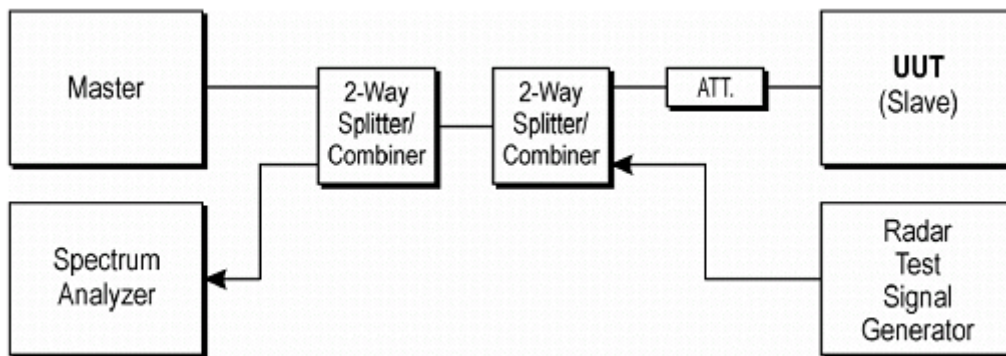 Master
2-Way
Splitter/
Combiner
2-Way
Splitter/
Combiner
ATT.
UUT
(Slave)
Spectrum
Analyzer
Radar
Test
Signal
Generator